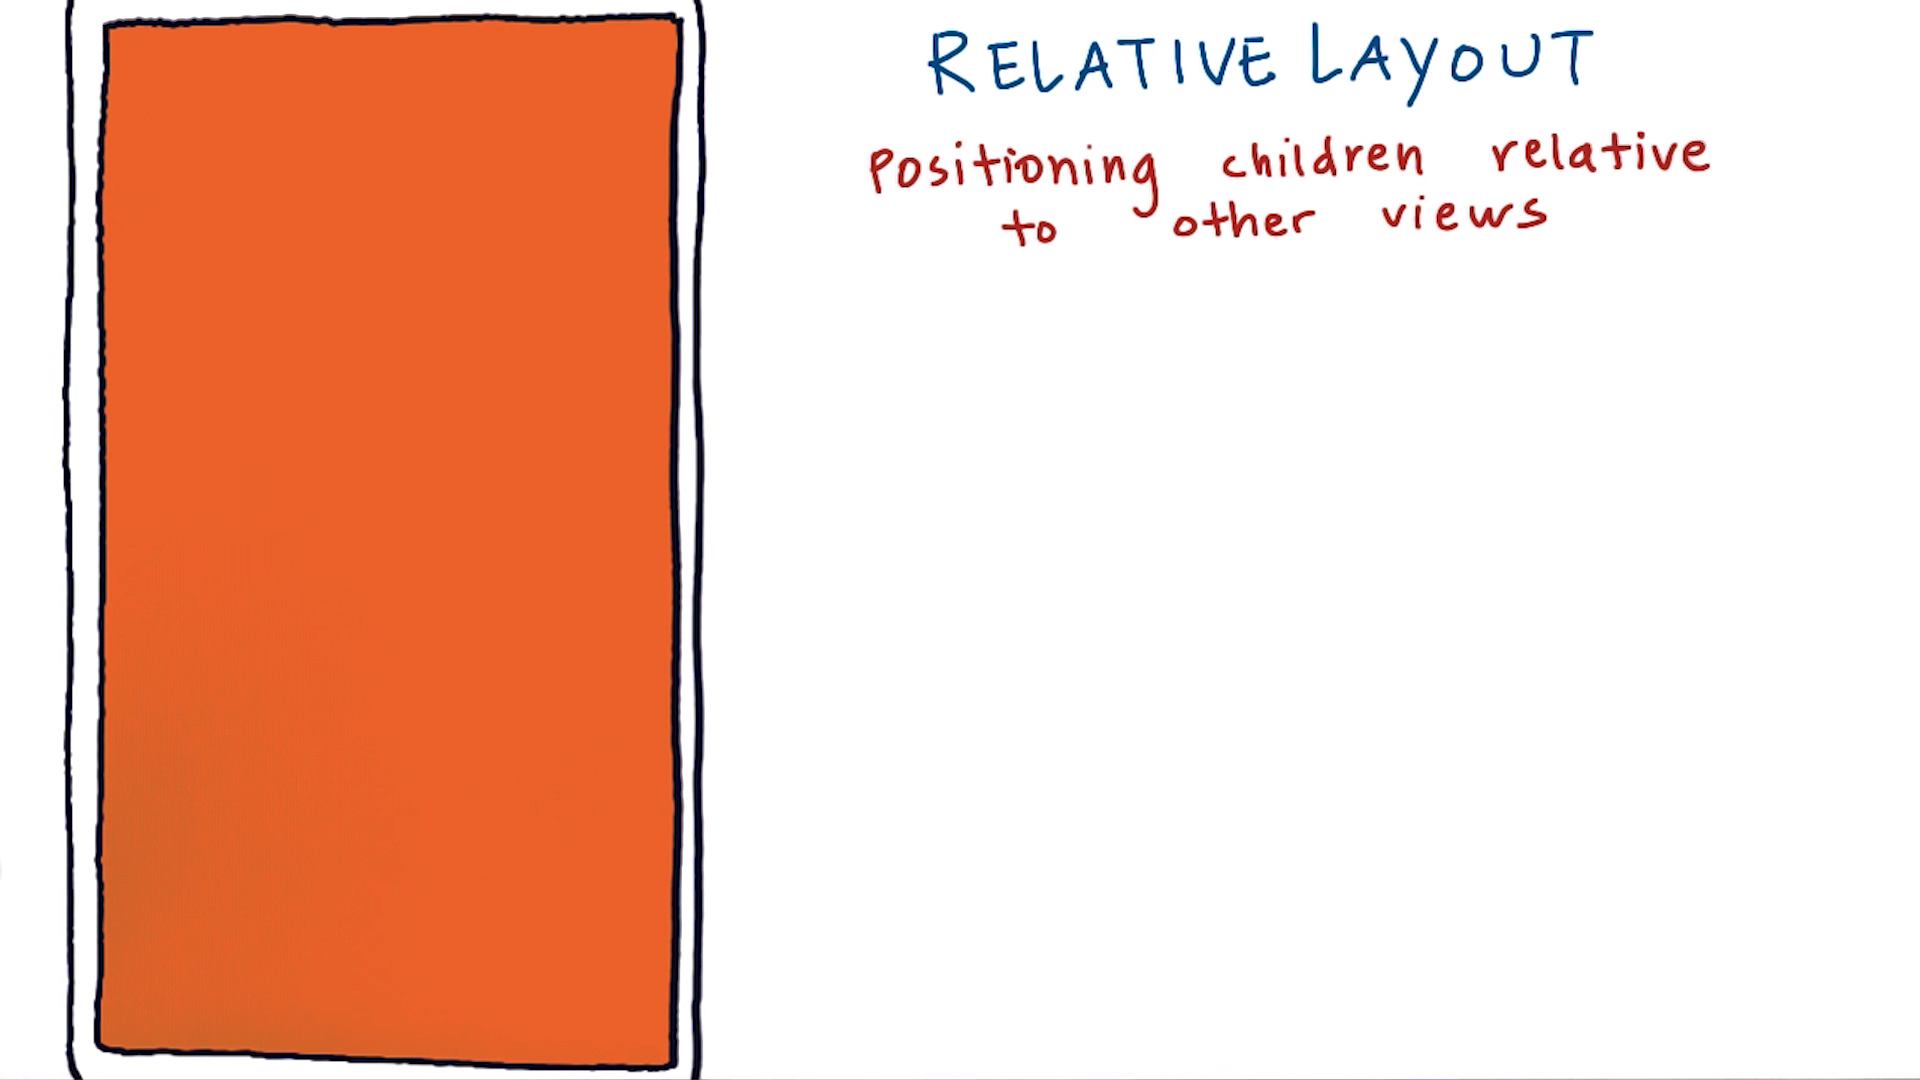 RELATIVE LAYOUT
Positioning children relative
to other views